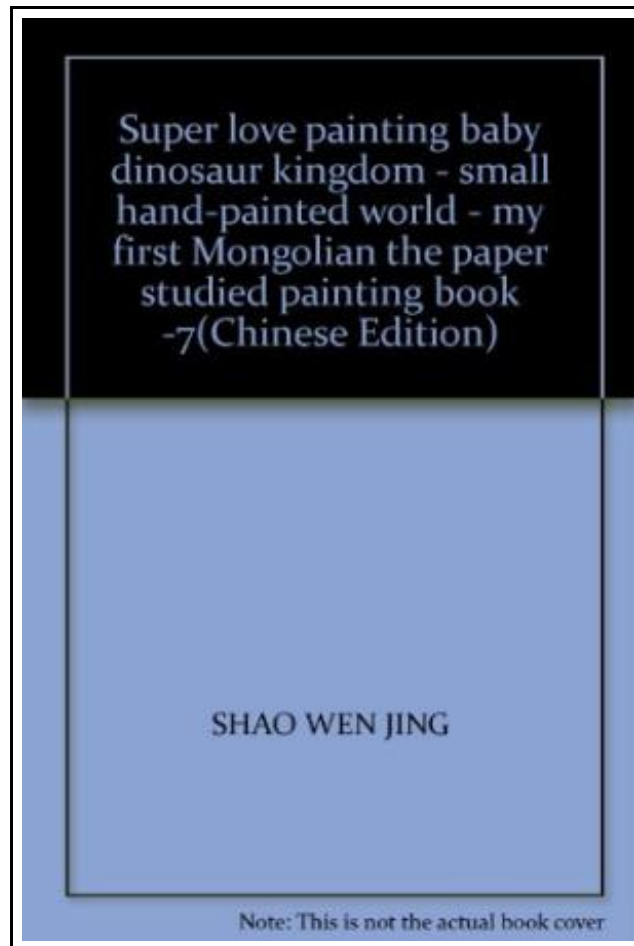 Super love painting baby
dinosaur kingdom - small
hand-painted world - my
first Mongolian the paper
studied painting book
-7(Chinese Edition)
SHAO WEN JING
Note: This is not the actual book cover